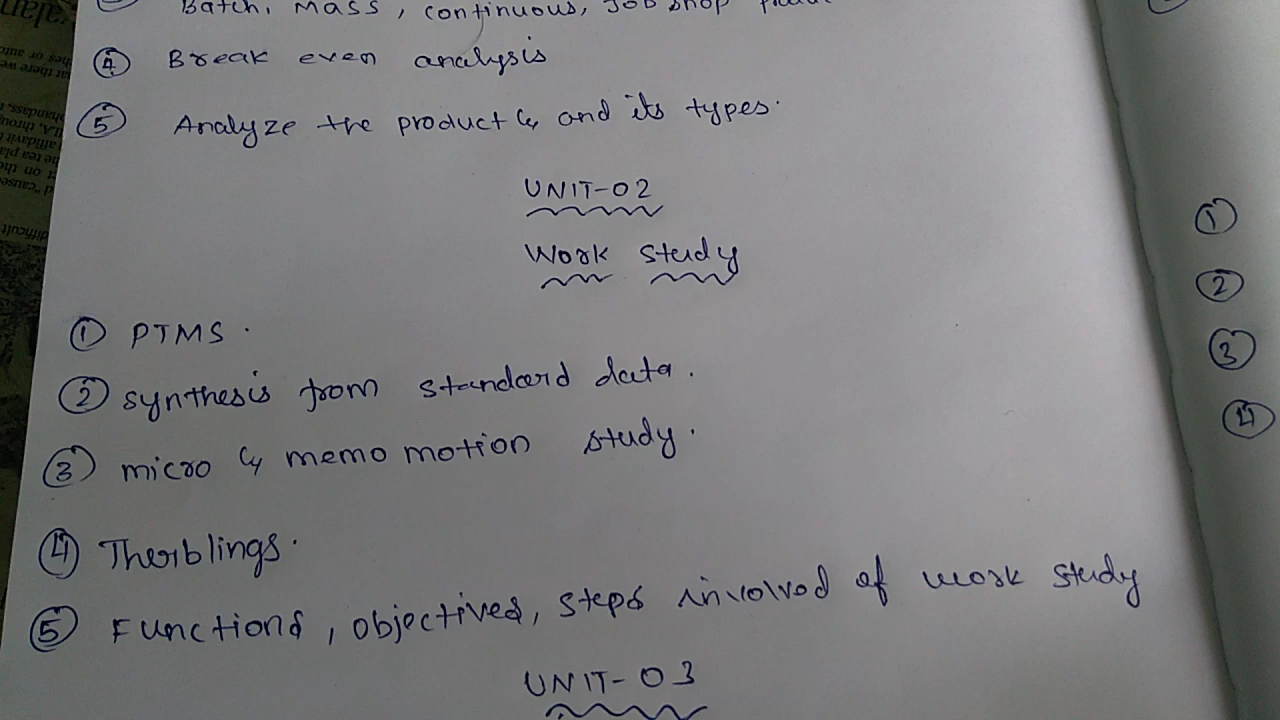 Batch, Mass, continuous, Job shop
④ Break even analysis
⑤ Analyze the product & and its types.
UNIT-02
Work Study
① PTMS.
② synthesis from standard data.
③ micro & memo motion study.
④ Therblings.
⑤ Functions, objectives, steps involved of work study
UNIT-03
①
②
③
④